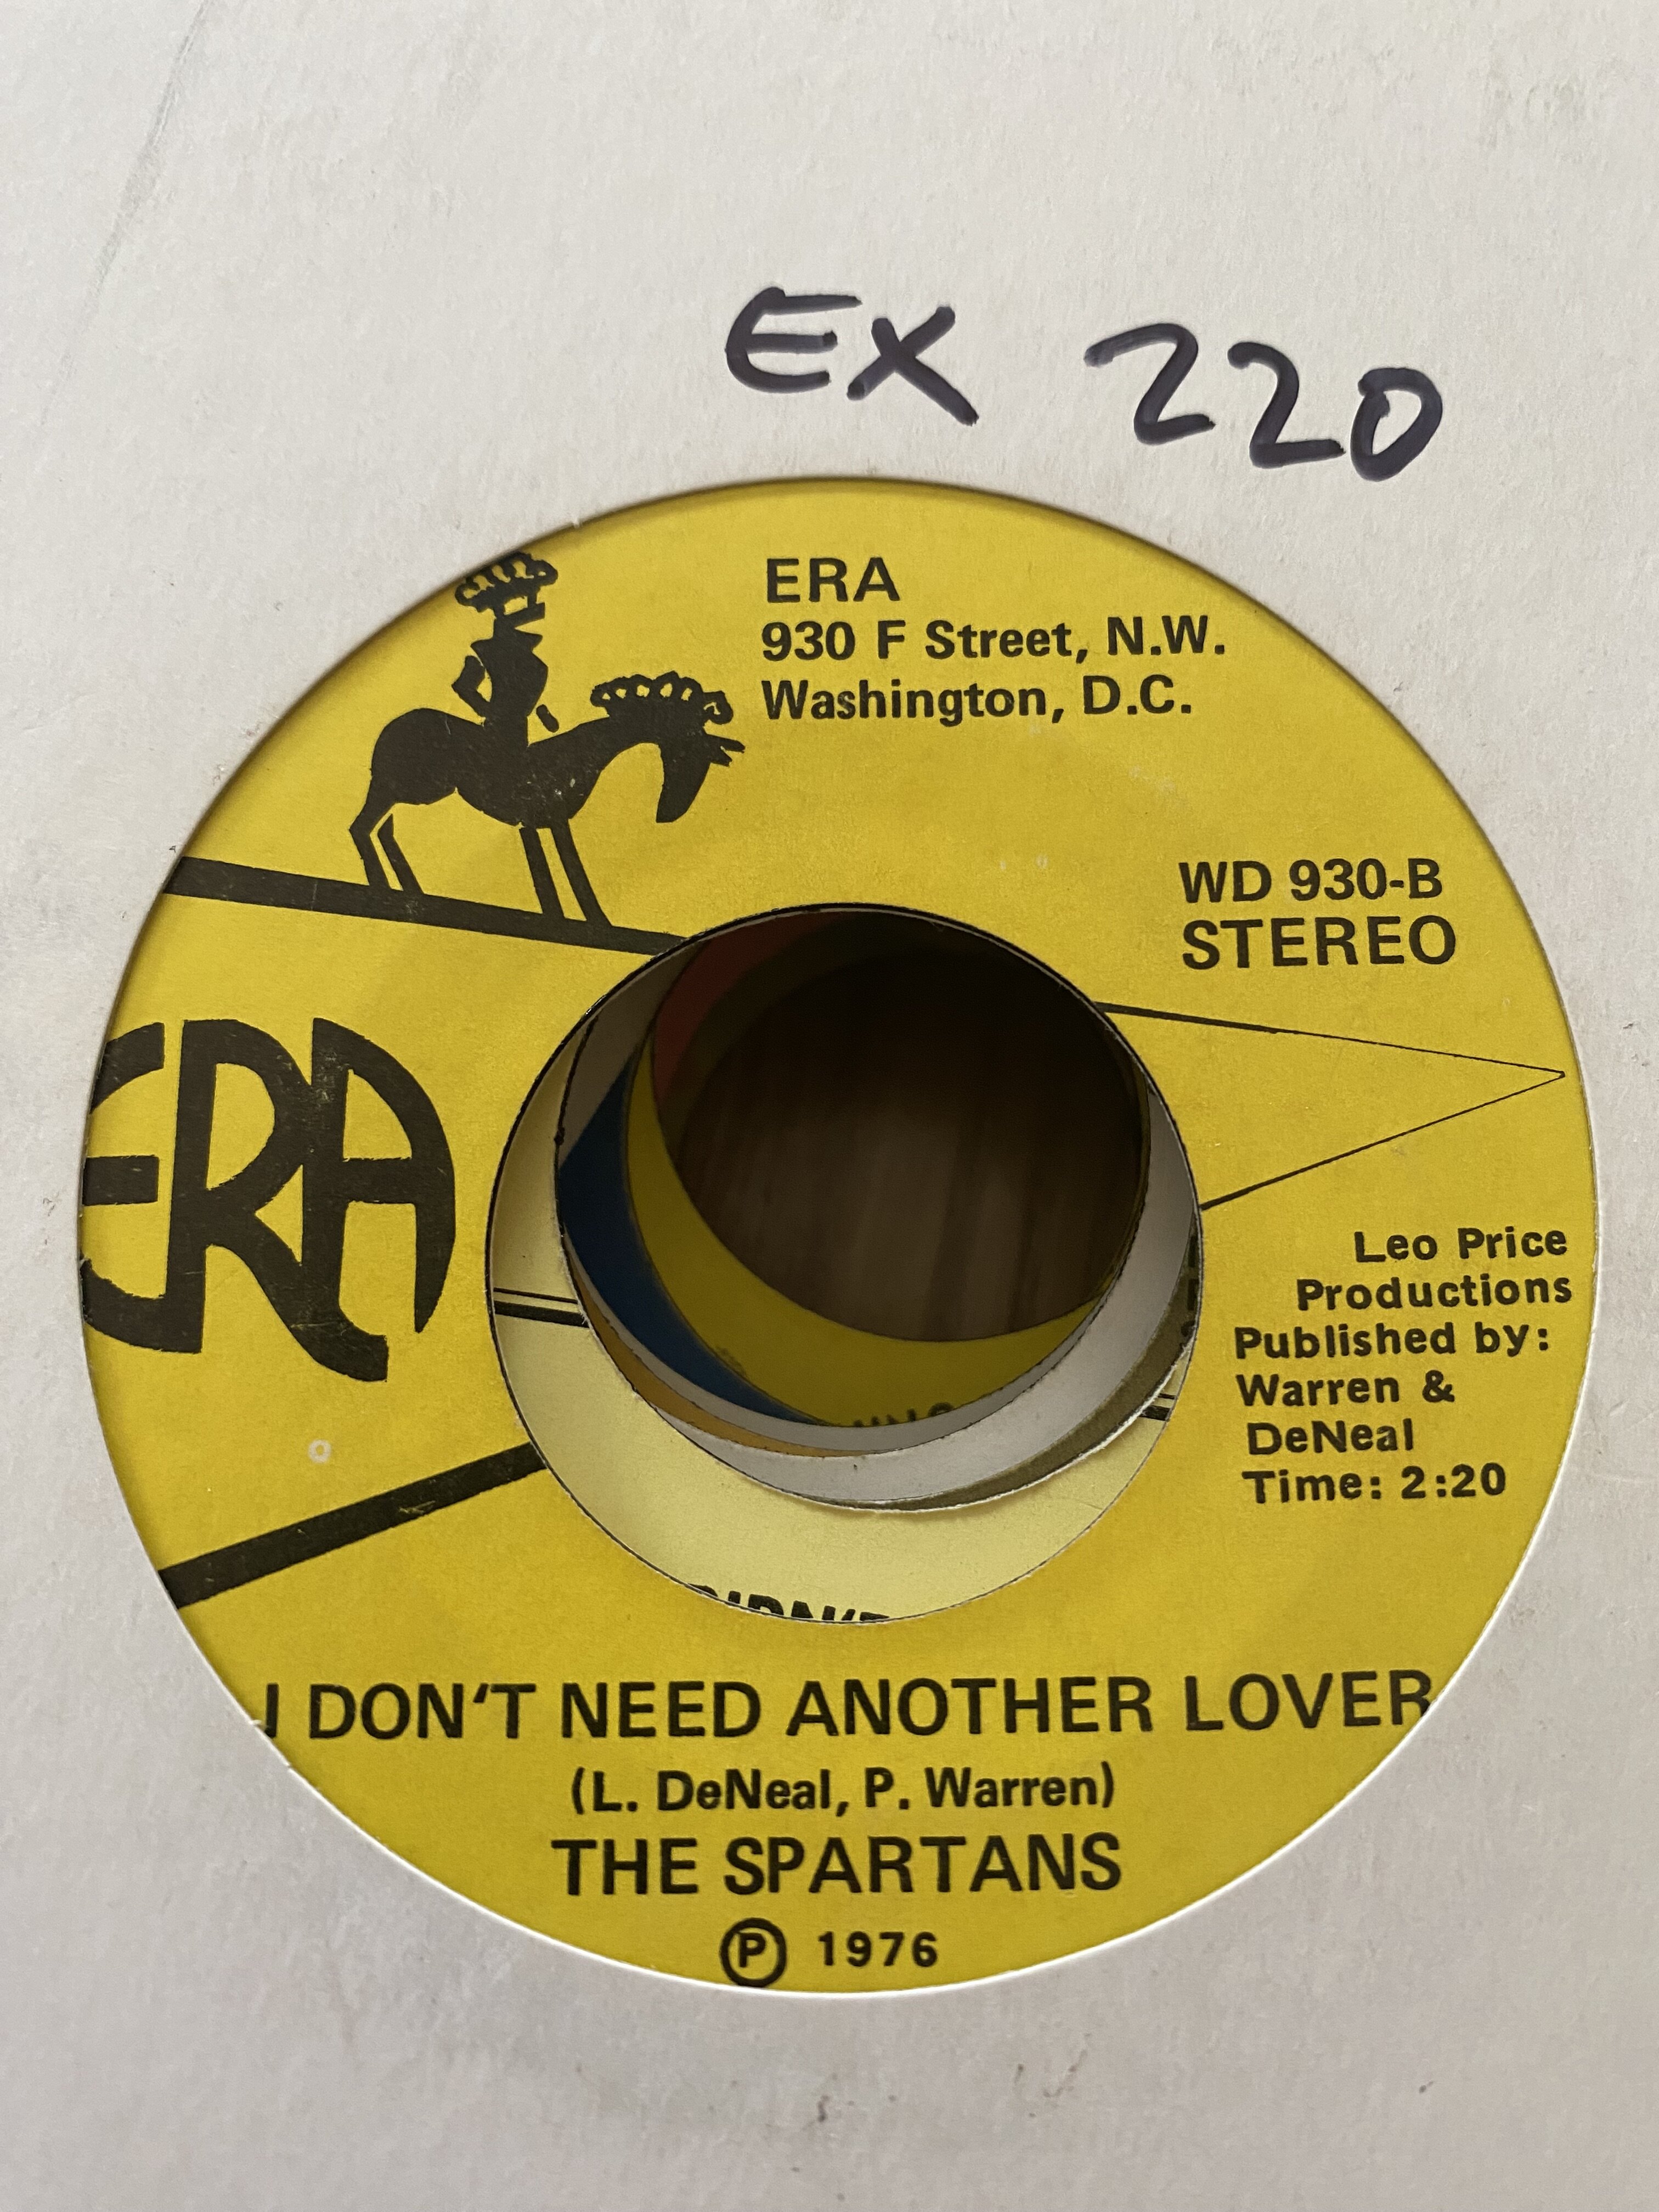 EX 220
ERA
930 F Street, N.W.
Washington, D.C.
WD 930-B
STEREO
ERA
Leo Price
Productions
Published by:
Warren &
DeNeal
Time: 2:20
I DON'T NEED ANOTHER LOVER
(L. DeNeal, P. Warren)
THE SPARTANS
Ⓟ 1976